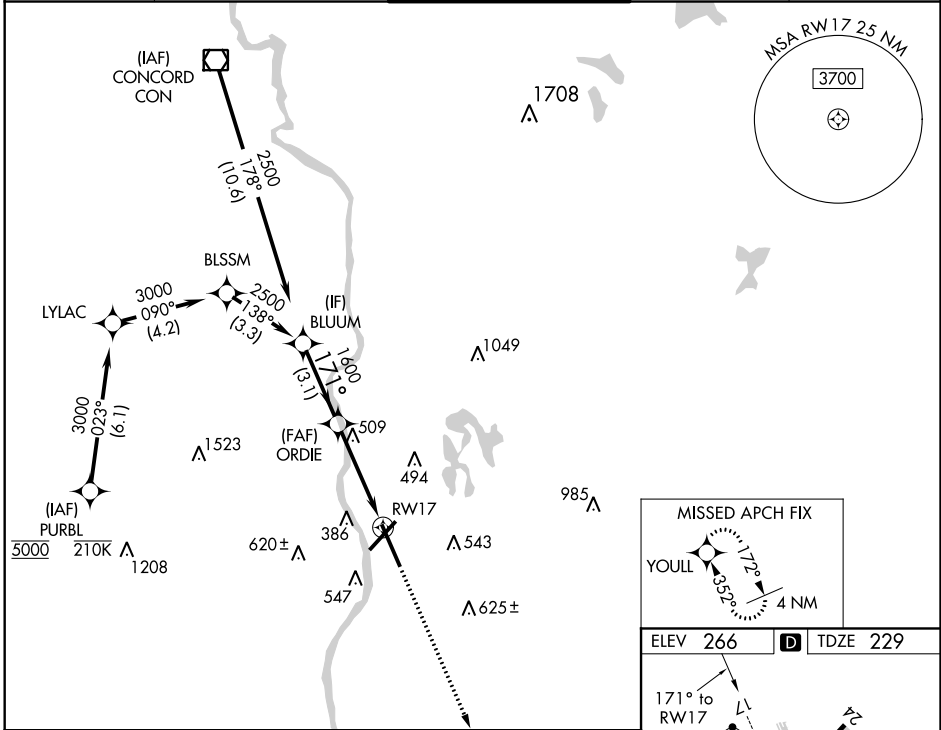 (IAF)
CONCORD
CON
2500
178°
(10.6)
1708
MSA RW17 25 NM
3700
BLSSM
LYLAC
3000
090°
(4.2)
2500
138°
(3.3)
(IF)
BLUUM
1600
171°
(3.1)
1049
3000
023°
(6.1)
1523
(FAF)
ORDIE
509
494
(IAF)
PURBL
5000 210K
1208
RW17
386
620±
543
547
625±
985
MISSED APCH FIX
YOULL
172°
352°
4 NM
ELEV 266 D TDZE 229
171° to
RW17
17
24